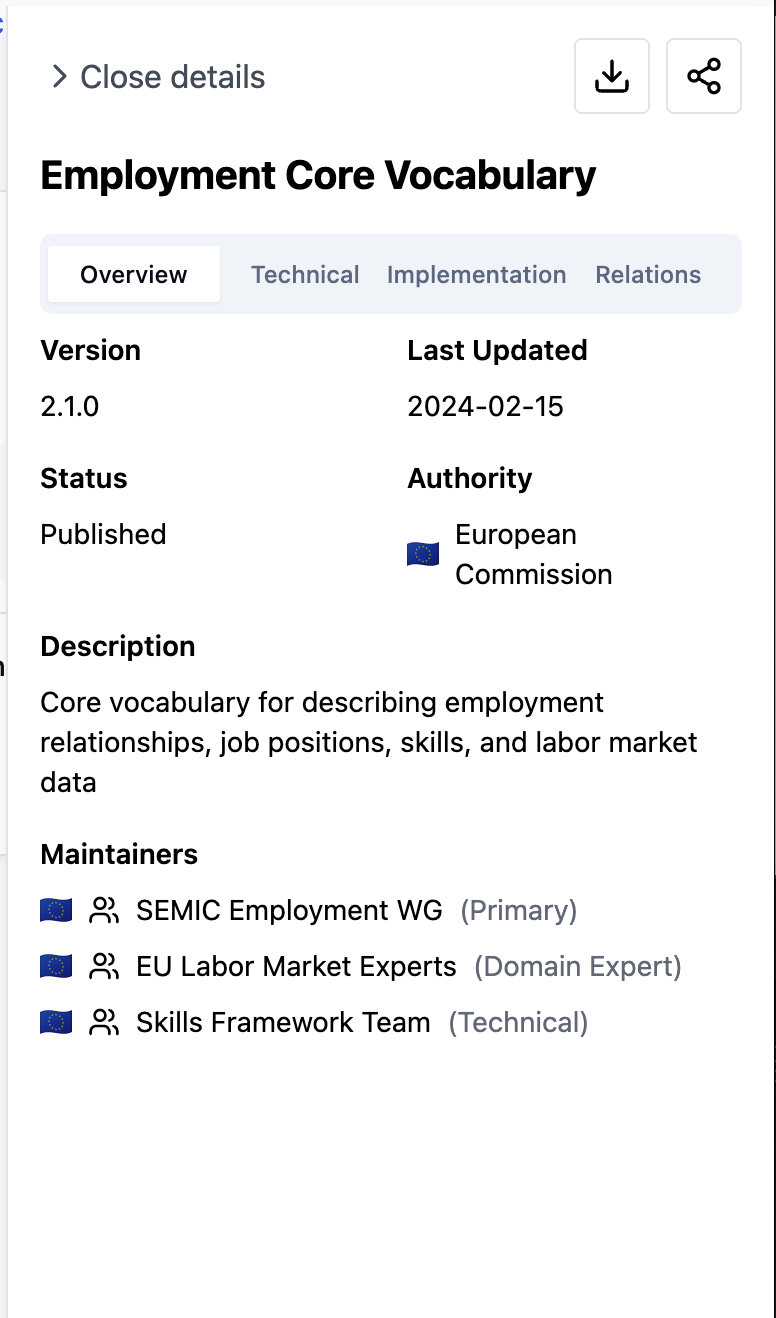 Close details
Employment Core Vocabulary
Overview
Technical
Implementation
Relations
Version
Last Updated
2.1.0
2024-02-15
Status
Authority
Published
European
Commission
Description
Core vocabulary for describing employment
relationships, job positions, skills, and labor market
data
Maintainers
SEMIC Employment WG (Primary)
EU Labor Market Experts (Domain Expert)
Skills Framework Team (Technical)